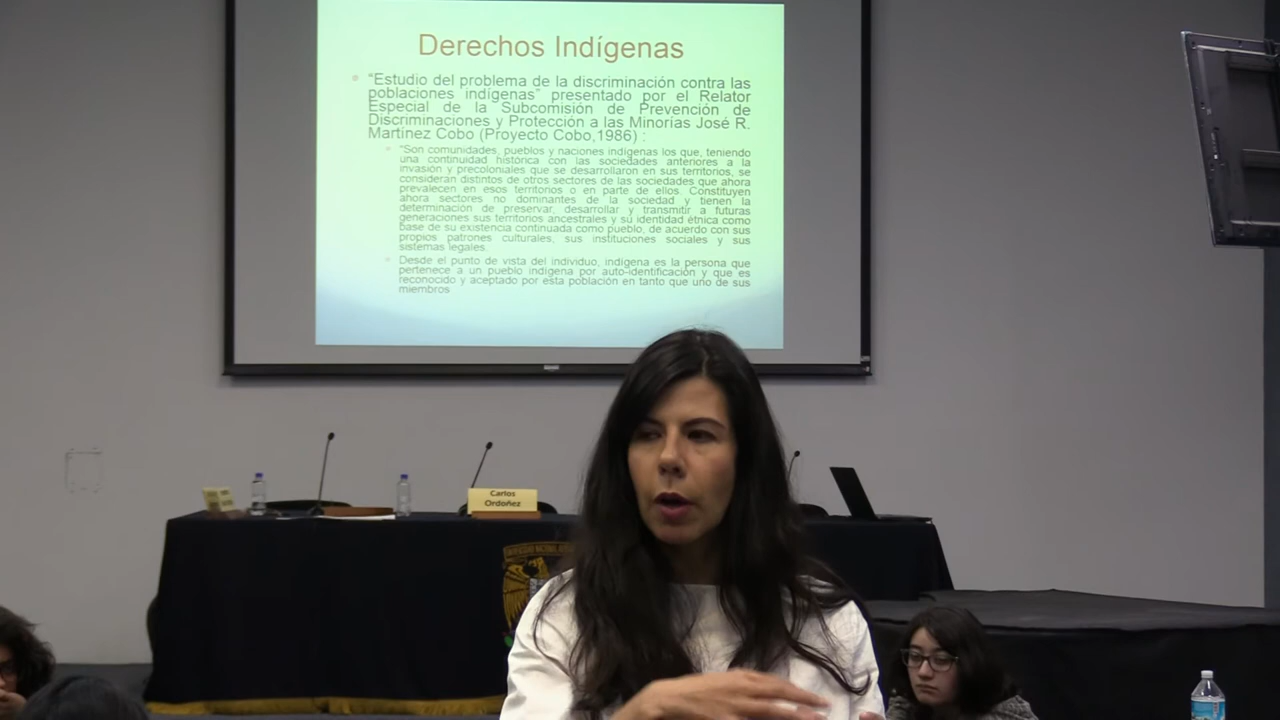 Derechos Indígenas
“Estudio del problema de la discriminación contra las
poblaciones indígenas” presentado por el Relator
Especial de la Subcomisión de Prevención de
Discriminaciones y Protección a las Minorías José R.
Martínez Cobo (Proyecto Cobo,1986) :
“Son comunidades, pueblos y naciones indígenas los que, teniendo
una continuidad histórica con las sociedades anteriores a la
invasión y precoloniales que se desarrollaron en sus territorios, se
consideran distintos de otros sectores de las sociedades que ahora
prevalecen en esos territorios o en parte de ellos. Constituyen
ahora sectores no dominantes de la sociedad y tienen la
determinación de preservar, desarrollar y transmitir a futuras
generaciones sus territorios ancestrales y su identidad étnica como
base de su existencia continuada como pueblo, de acuerdo con sus
propios patrones culturales, sus instituciones sociales y sus
sistemas legales.
Desde el punto de vista del individuo, indígena es la persona que
pertenece a un pueblo indígena por auto-identificación y que es
reconocido y aceptado por esta población en tanto que uno de sus
miembros
Carlos
Ordoñez